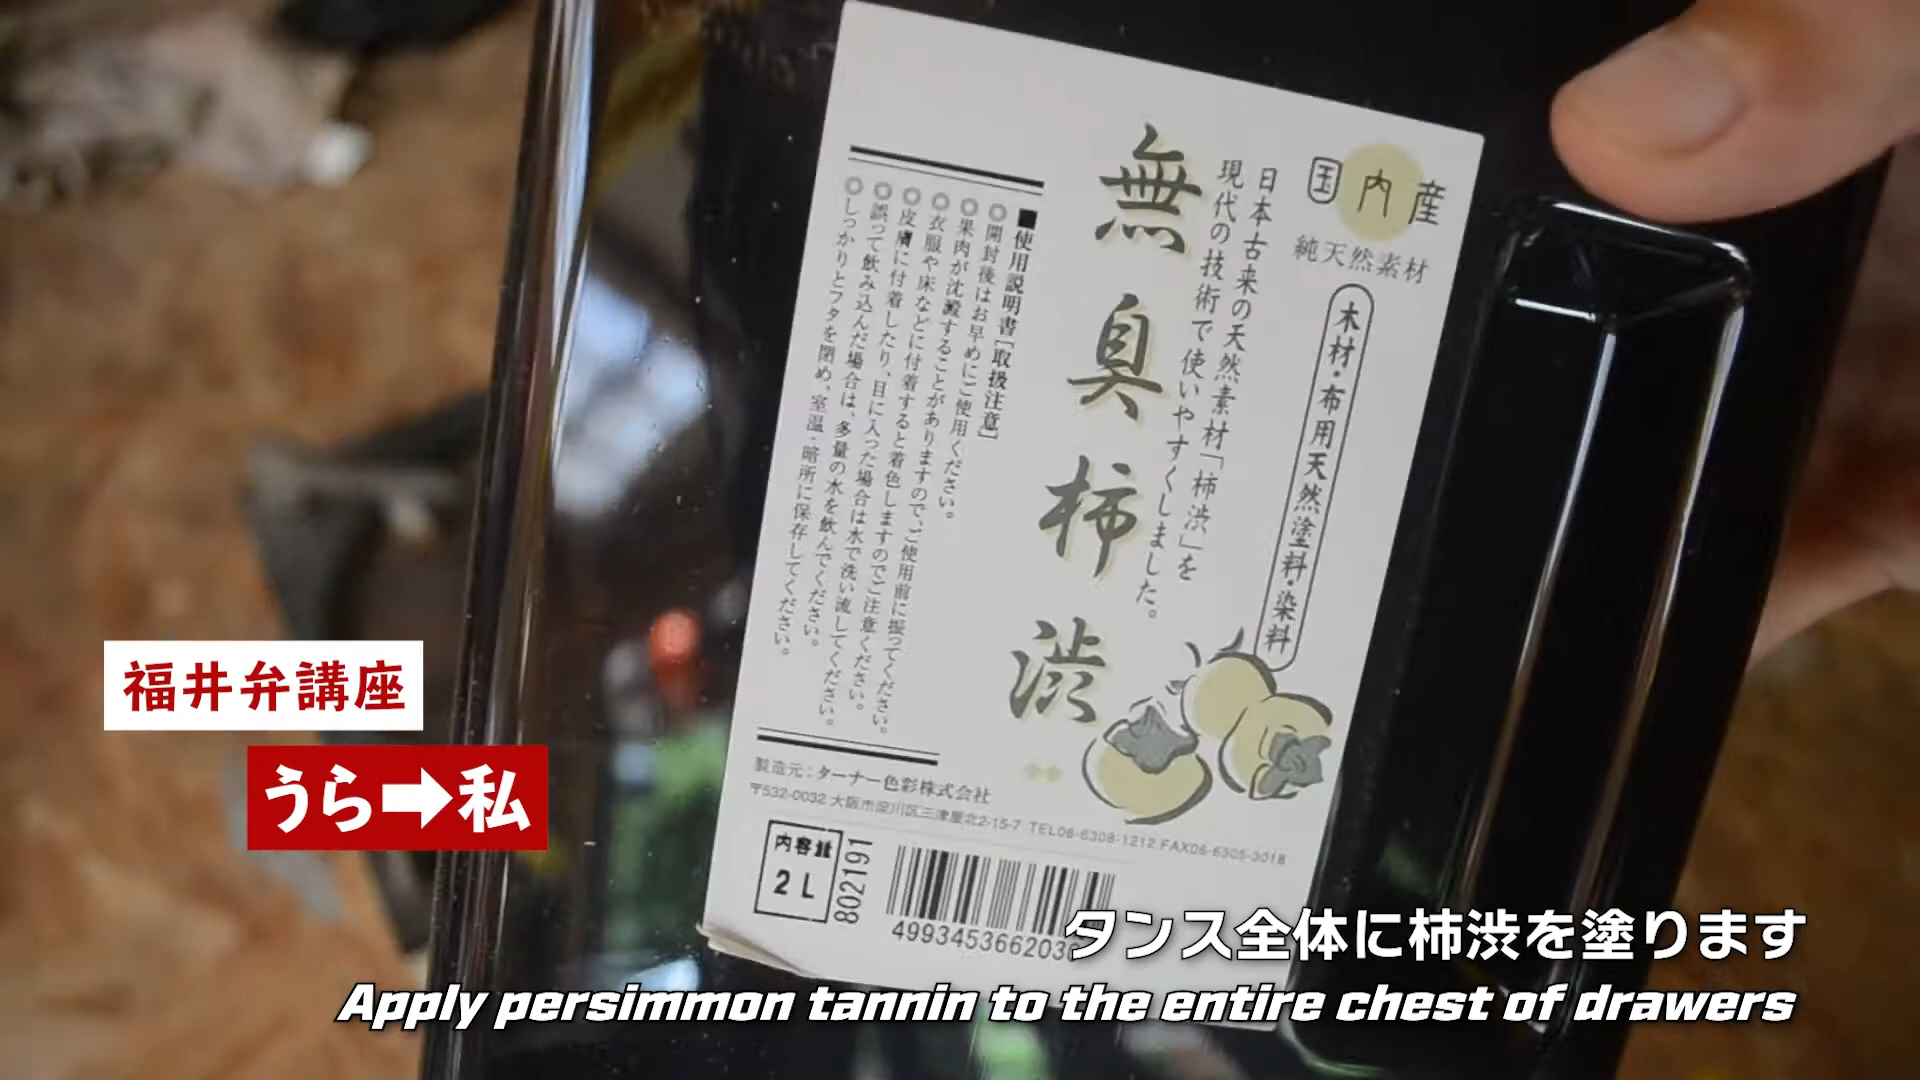 国内産
純天然素材
木材・布用天然塗料・染料
日本古来の天然素材「柿渋」を
現代の技術で使いやすくしました。
無臭柿渋
■使用説明書[取扱注意]
◎開封後はお早めにご使用ください。
◎果肉が沈澱することがありますので、ご使用前に振ってください。
◎衣服や床などに付着すると着色しますのでご注意ください。
◎皮膚に付着したり、目に入った場合は水で洗い流してください。
◎誤って飲み込んだ場合は、多量の水を飲んでください。
◎しっかりとフタを閉め、室温・暗所に保存してください。
製造元：ターナー色彩株式会社
〒532-0032 大阪市淀川区三津屋北2-15-7 TEL06-6308-1212 FAX06-6305-3018
内容量
2L
802191
499345366203
福井弁講座
うら➡私
タンス全体に柿渋を塗ります
Apply persimmon tannin to the entire chest of drawers